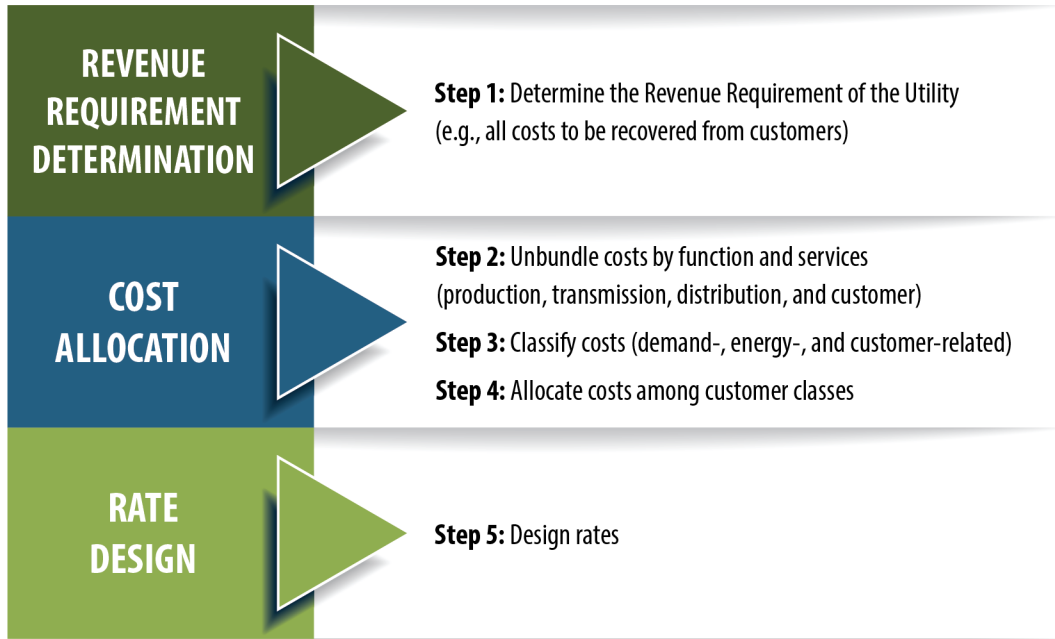 REVENUE
REQUIREMENT
DETERMINATION
Step 1: Determine the Revenue Requirement of the Utility
(e.g., all costs to be recovered from customers)
COST
ALLOCATION
Step 2: Unbundle costs by function and services
(production, transmission, distribution, and customer)
Step 3: Classify costs (demand-, energy-, and customer-related)
Step 4: Allocate costs among customer classes
RATE
DESIGN
Step 5: Design rates